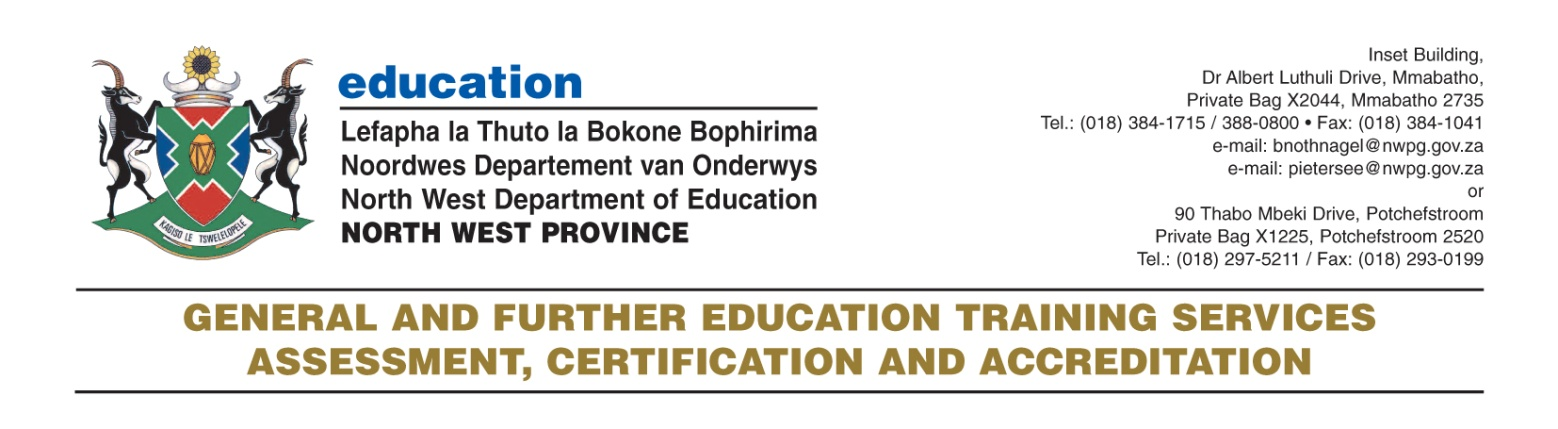 education
Lefapha la Thuto la Bokone Bophirima
Noordwes Departement van Onderwys
North West Department of Education
NORTH WEST PROVINCE
KAGISO LE TSWELELOPELE
Inset Building,
Dr Albert Luthuli Drive, Mmabatho,
Private Bag X2044, Mmabatho 2735
Tel.: (018) 384-1715 / 388-0800 • Fax: (018) 384-1041
e-mail: bnothnagel@nwpg.gov.za
e-mail: pietersee@nwpg.gov.za
or
90 Thabo Mbeki Drive, Potchefstroom
Private Bag X1225, Potchefstroom 2520
Tel.: (018) 297-5211 / Fax: (018) 293-0199
GENERAL AND FURTHER EDUCATION TRAINING SERVICES
ASSESSMENT, CERTIFICATION AND ACCREDITATION